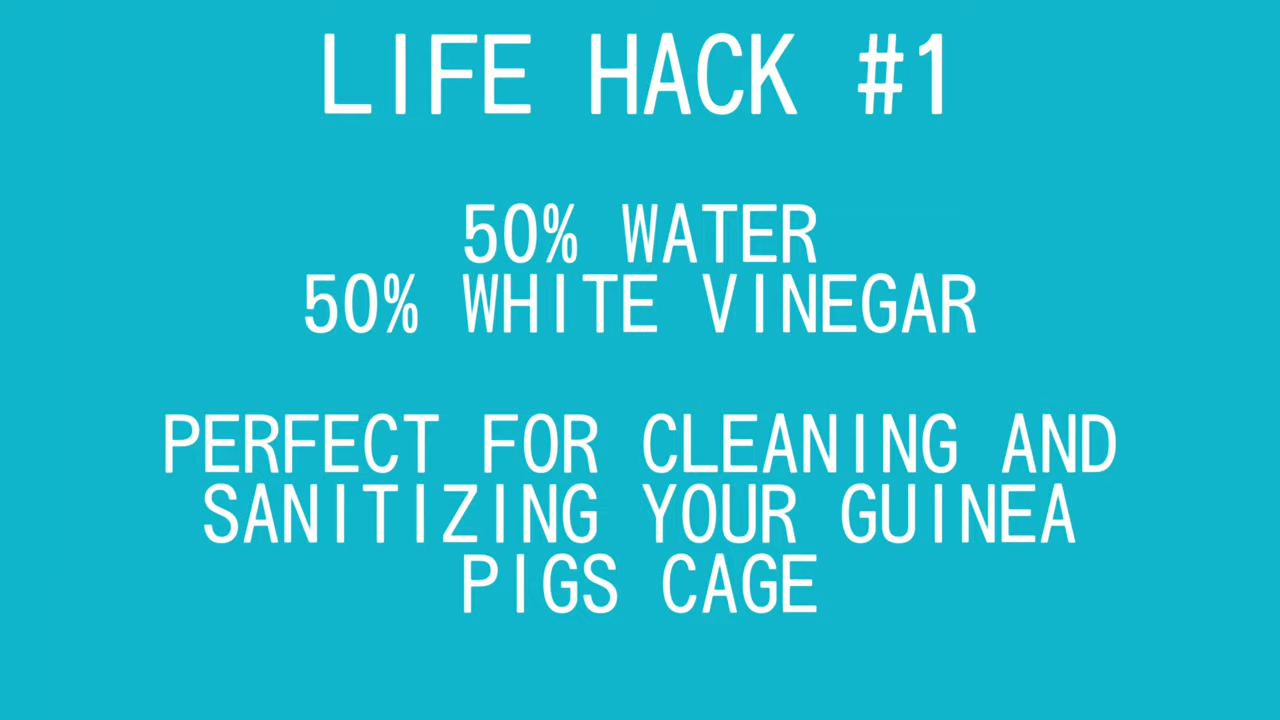 LIFE HACK #1
50% WATER
50% WHITE VINEGAR
PERFECT FOR CLEANING AND
SANITIZING YOUR GUINEA
PIGS CAGE